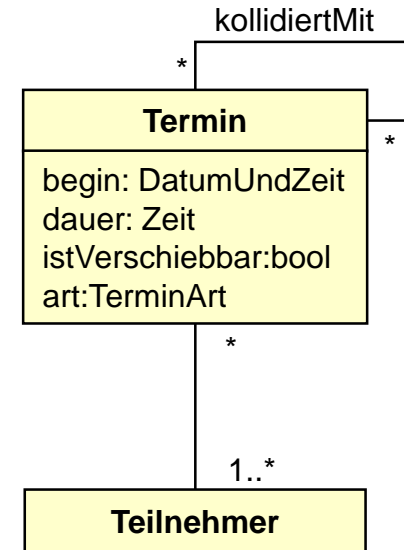 kollidiertMit
*
Termin
*
begin: DatumUndZeit
dauer: Zeit
istVerschiebbar:bool
art:TerminArt
*
1..*
Teilnehmer